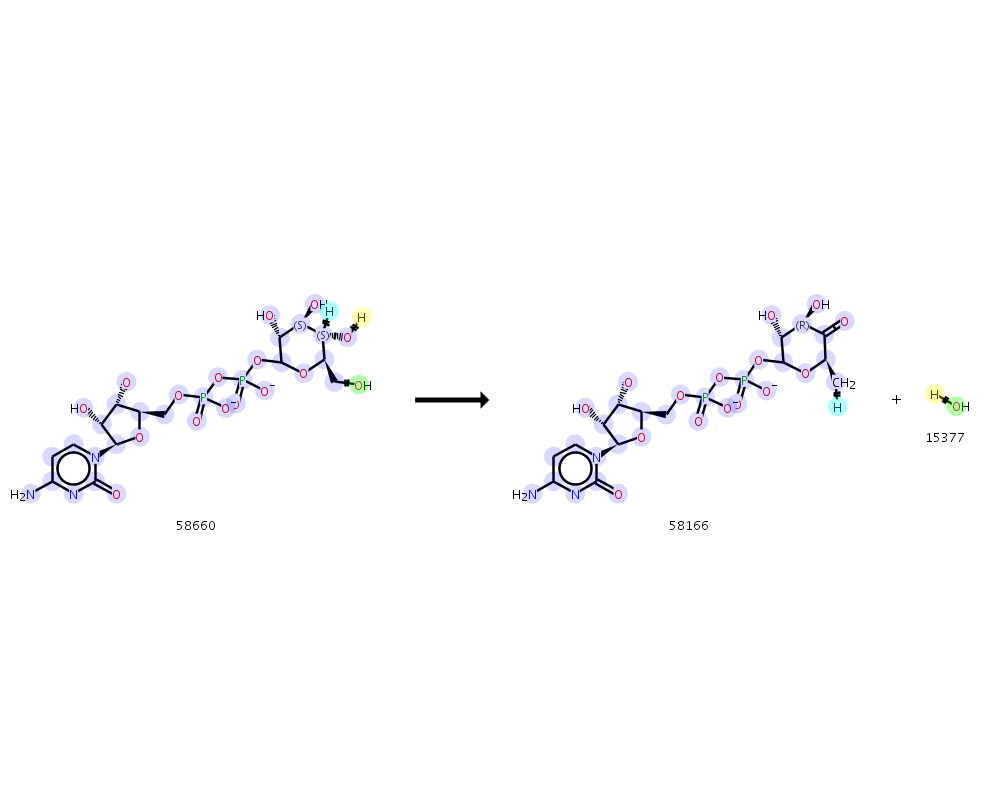 OH H H
HO (S)
(S) O
O OH
O P O O⁻
O O P O⁻
HO O
O
N
H₂N N O
58660
OH
HO (R) O
O O
O P CH₂
O O P O⁻ O⁻ H
O O
HO
O
N
H₂N N O
58166
+
H OH
15377